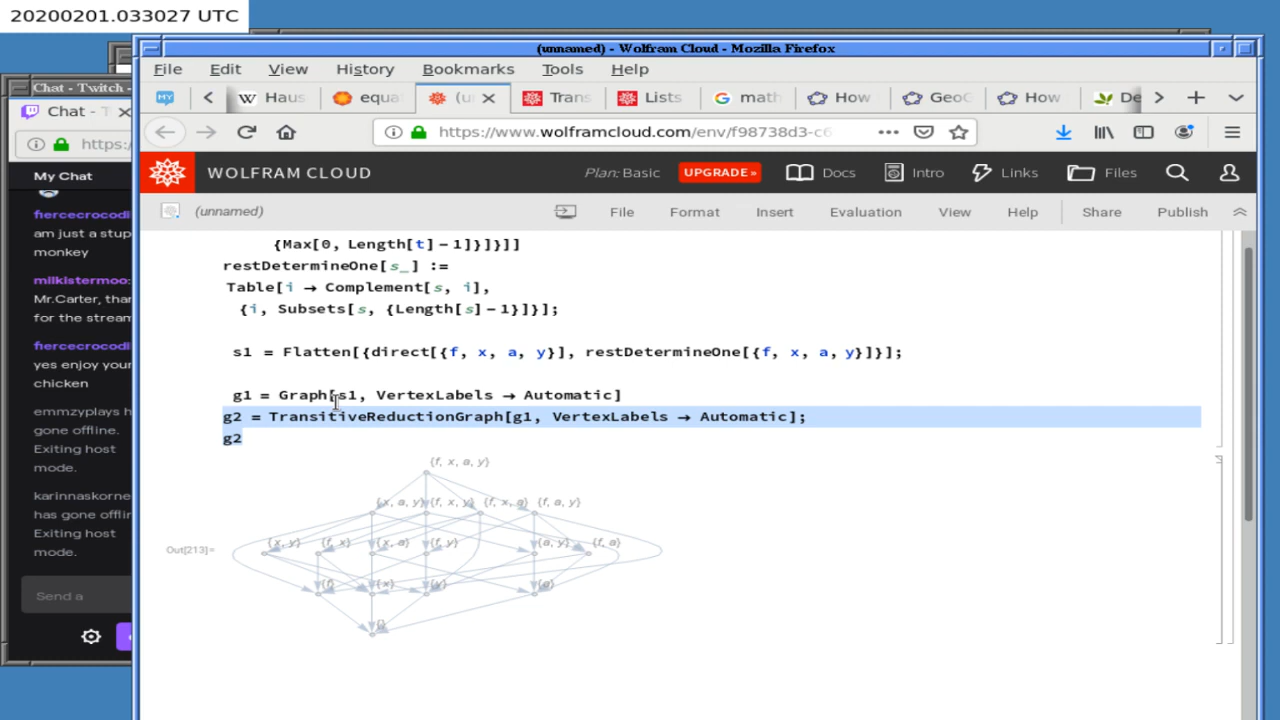 20200201.033027 UTC
(unnamed) - Wolfram Cloud - Mozilla Firefox
File Edit View History Bookmarks Tools Help
Chat - Twitch -
Chat - T
W Haus equa (u Trans Lists G math How GeoG How De
https:/
https://www.wolframcloud.com/env/f98738d3-c6
My Chat
WOLFRAM CLOUD Plan: Basic UPGRADE» Docs Intro Links Files
(unnamed) File Format Insert Evaluation View Help Share Publish
fiercecrocodi
am just a stup
monkey
milkistermoo:
Mr.Carter, than
for the stream
fiercecrocodi
yes enjoy your
chicken
emmzyplays h
gone offline.
Exiting host
mode.
karinnaskorne
has gone offlin
Exiting host
mode.
Send a
{Max[0, Length[t]-1]}]}]]
restDetermineOne[s_] :=
Table[i → Complement[s, i],
{i, Subsets[s, {Length[s]-1}]}];
s1 = Flatten[{direct[{f, x, a, y}], restDetermineOne[{f, x, a, y}]}];
g1 = Graph[s1, VertexLabels → Automatic]
g2 = TransitiveReductionGraph[g1, VertexLabels → Automatic];
g2
{f, x, a, y}
{x, a, y} {f, x, y} {f, x, a} {f, a, y}
Out[213]=
{x, y} {f, x} {x, a} {f, y} {a, y} {f, a}
{f} {x} {y} {a}
{}